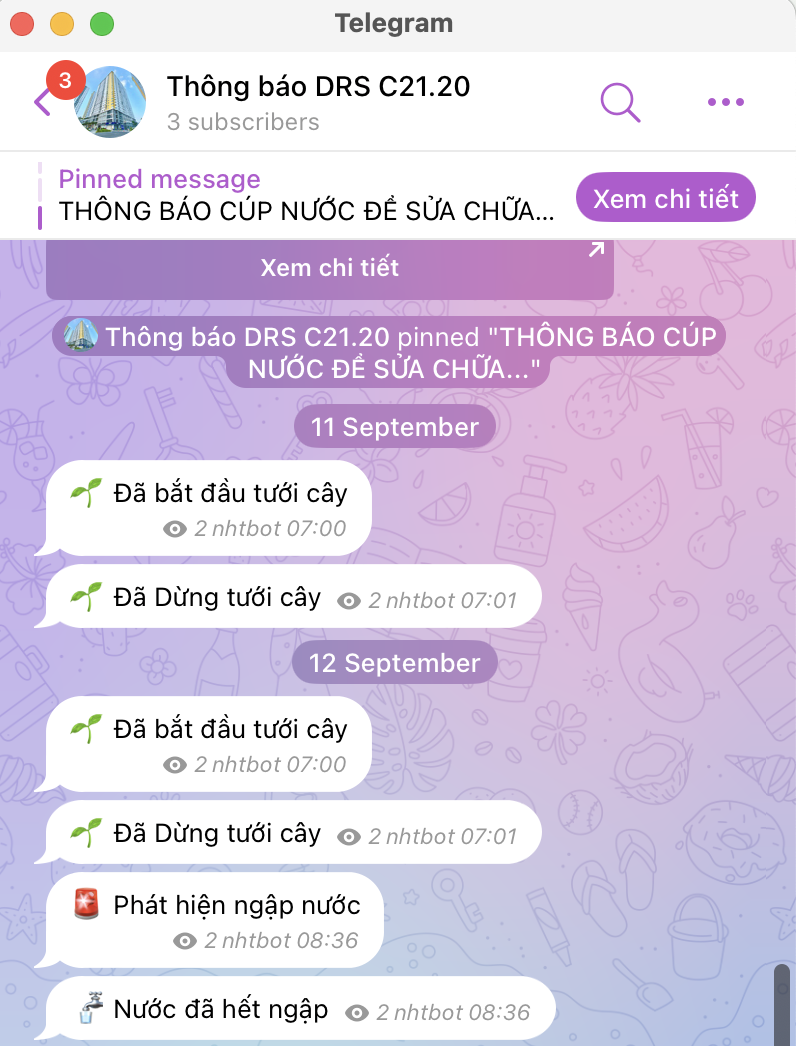 Telegram
3
Thông báo DRS C21.20
3 subscribers
Pinned message
THÔNG BÁO CÚP NƯỚC ĐỀ SỬA CHỮA...
Xem chi tiết
Xem chi tiết
Thông báo DRS C21.20 pinned "THÔNG BÁO CÚP
NƯỚC ĐỀ SỬA CHỮA..."
11 September
Đã bắt đầu tưới cây
2 nhtbot 07:00
Đã Dừng tưới cây 2 nhtbot 07:01
12 September
Đã bắt đầu tưới cây
2 nhtbot 07:00
Đã Dừng tưới cây 2 nhtbot 07:01
Phát hiện ngập nước
2 nhtbot 08:36
Nước đã hết ngập 2 nhtbot 08:36